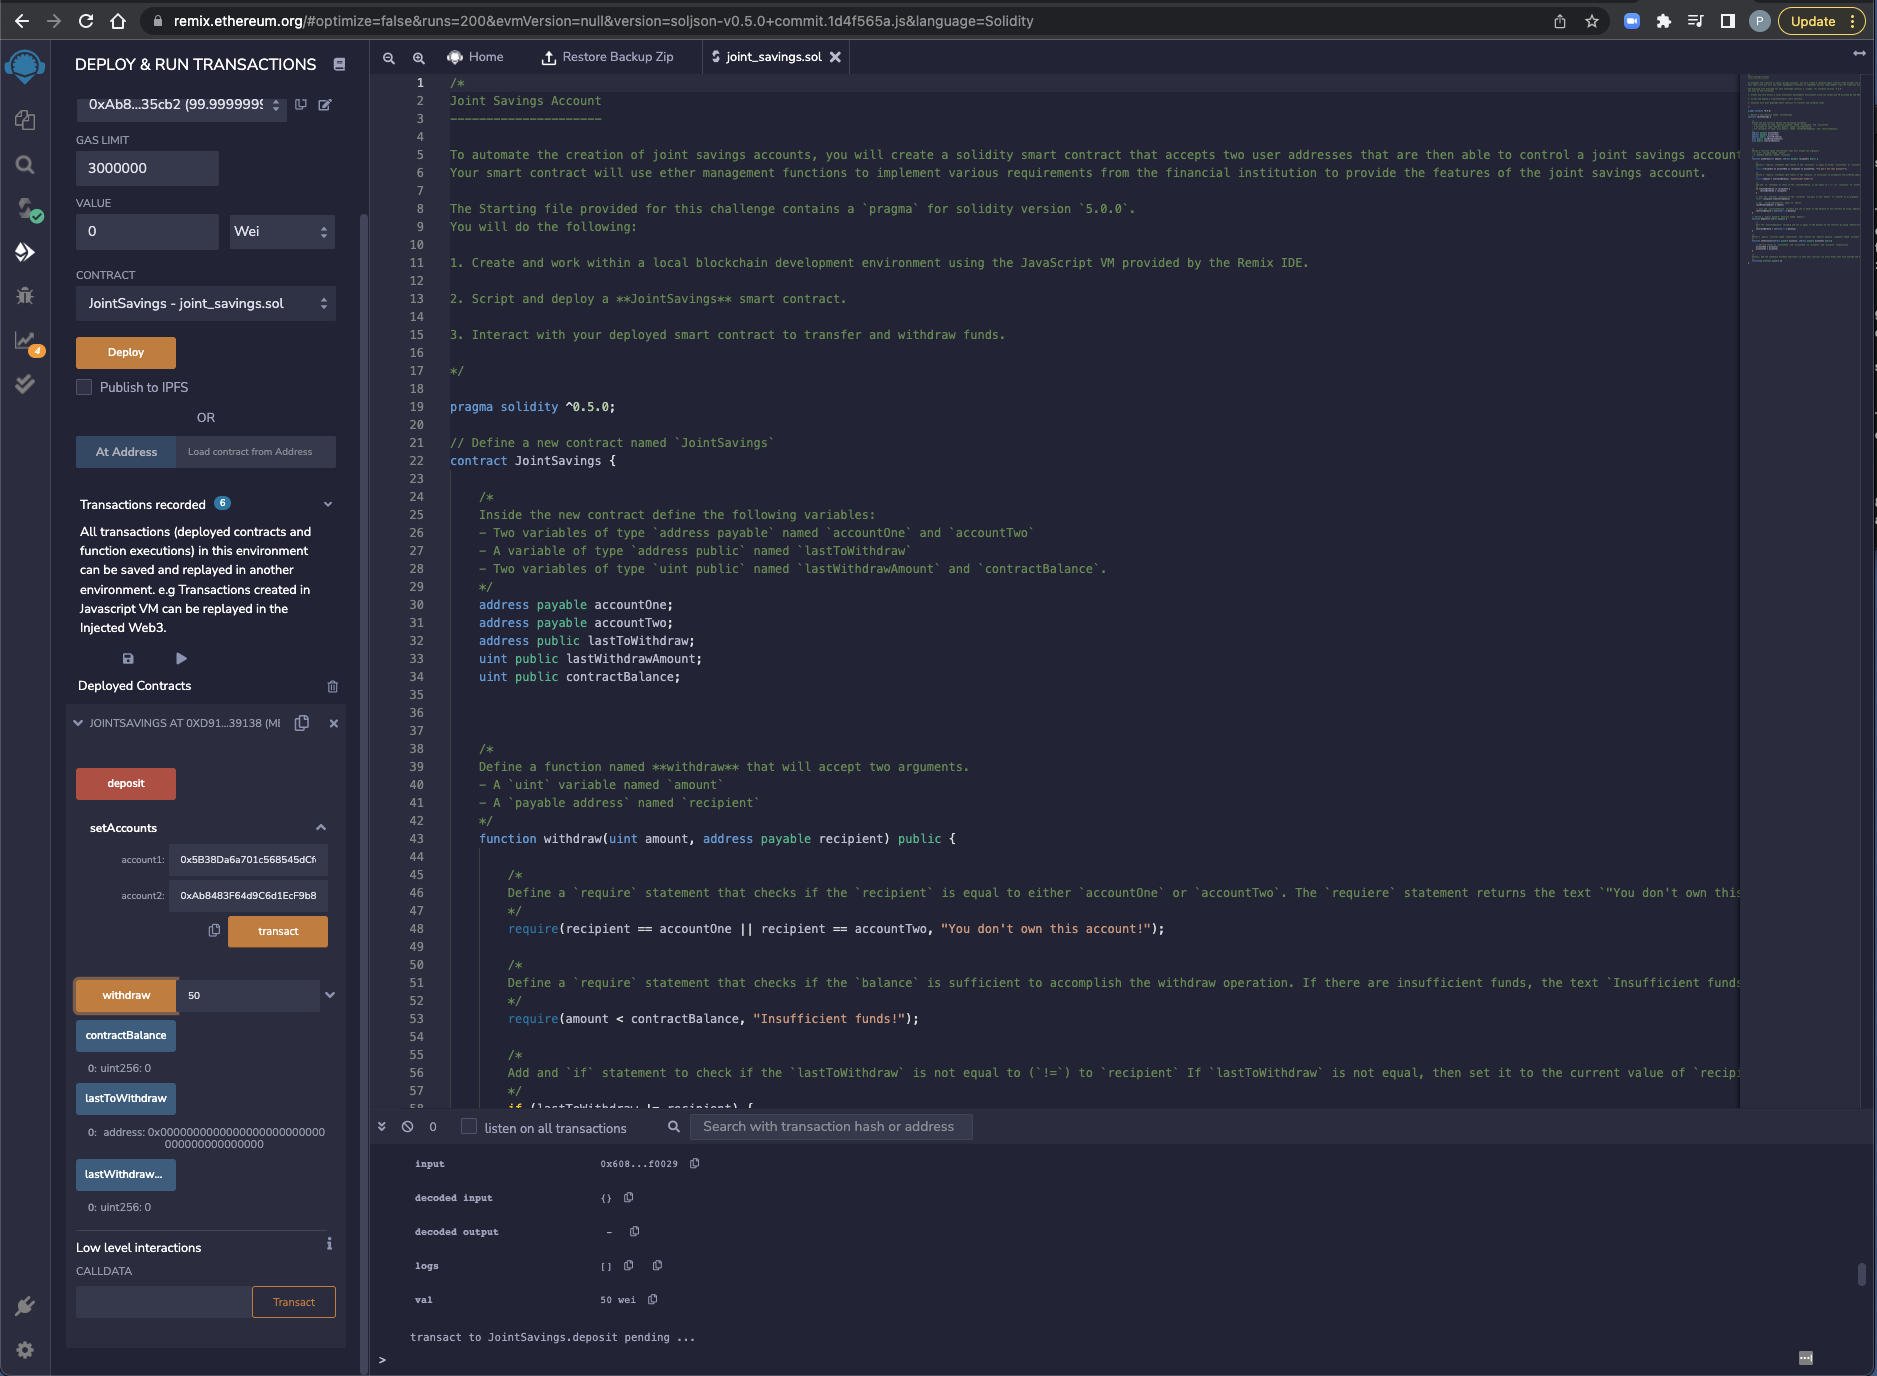 remix.ethereum.org/#optimize=false&runs=200&evmVersion=null&version=soljson-v0.5.0+commit.1d4f565a.js&language=Solidity
P
Update
DEPLOY & RUN TRANSACTIONS
0xAb8...35cb2 (99.9999999
GAS LIMIT
3000000
VALUE
0
Wei
CONTRACT
JointSavings - joint_savings.sol
Deploy
Publish to IPFS
OR
At Address
Load contract from Address
Transactions recorded 6
All transactions (deployed contracts and
function executions) in this environment
can be saved and replayed in another
environment. e.g Transactions created in
Javascript VM can be replayed in the
Injected Web3.
Deployed Contracts
JOINTSAVINGS AT 0XD91...39138 (ME
deposit
setAccounts
account1: 0x5B38Da6a701c568545dCf
account2: 0xAb8483F64d9C6d1EcF9b8
transact
withdraw 50
contractBalance
0: uint256: 0
lastToWithdraw
0: address: 0x0000000000000000000000000
000000000000000
lastWithdraw...
0: uint256: 0
Low level interactions
i
CALLDATA
Transact
4
Home
Restore Backup Zip
joint_savings.sol
1 /*
2 Joint Savings Account
3 ---------------------
4
5 To automate the creation of joint savings accounts, you will create a solidity smart contract that accepts two user addresses that are then able to control a joint savings account
6 Your smart contract will use ether management functions to implement various requirements from the financial institution to provide the features of the joint savings account.
7
8 The Starting file provided for this challenge contains a `pragma` for solidity version `5.0.0`.
9 You will do the following:
10
11 1. Create and work within a local blockchain development environment using the JavaScript VM provided by the Remix IDE.
12
13 2. Script and deploy a **JointSavings** smart contract.
14
15 3. Interact with your deployed smart contract to transfer and withdraw funds.
16
17 */
18
19 pragma solidity ^0.5.0;
20
21 // Define a new contract named `JointSavings`
22 contract JointSavings {
23
24 /*
25 Inside the new contract define the following variables:
26 - Two variables of type `address payable` named `accountOne` and `accountTwo`
27 - A variable of type `address public` named `lastToWithdraw`
28 - Two variables of type `uint public` named `lastWithdrawAmount` and `contractBalance`.
29 */
30 address payable accountOne;
31 address payable accountTwo;
32 address public lastToWithdraw;
33 uint public lastWithdrawAmount;
34 uint public contractBalance;
35
36
37
38 /*
39 Define a function named **withdraw** that will accept two arguments.
40 - A `uint` variable named `amount`
41 - A `payable address` named `recipient`
42 */
43 function withdraw(uint amount, address payable recipient) public {
44
45 /*
46 Define a `require` statement that checks if the `recipient` is equal to either `accountOne` or `accountTwo`. The `requiere` statement returns the text `"You don't own this
47 */
48 require(recipient == accountOne || recipient == accountTwo, "You don't own this account!");
49
50 /*
51 Define a `require` statement that checks if the `balance` is sufficient to accomplish the withdraw operation. If there are insufficient funds, the text `Insufficient funds
52 */
53 require(amount < contractBalance, "Insufficient funds!");
54
55 /*
56 Add and `if` statement to check if the `lastToWithdraw` is not equal to (`!=`) to `recipient` If `lastToWithdraw` is not equal, then set it to the current value of `recipi
57 */
58 if (lastToWithdraw != recipient) {
0
listen on all transactions
Search with transaction hash or address
input 0x608...f0029
decoded input {}
decoded output -
logs []
val 50 wei
transact to JointSavings.deposit pending ...
>